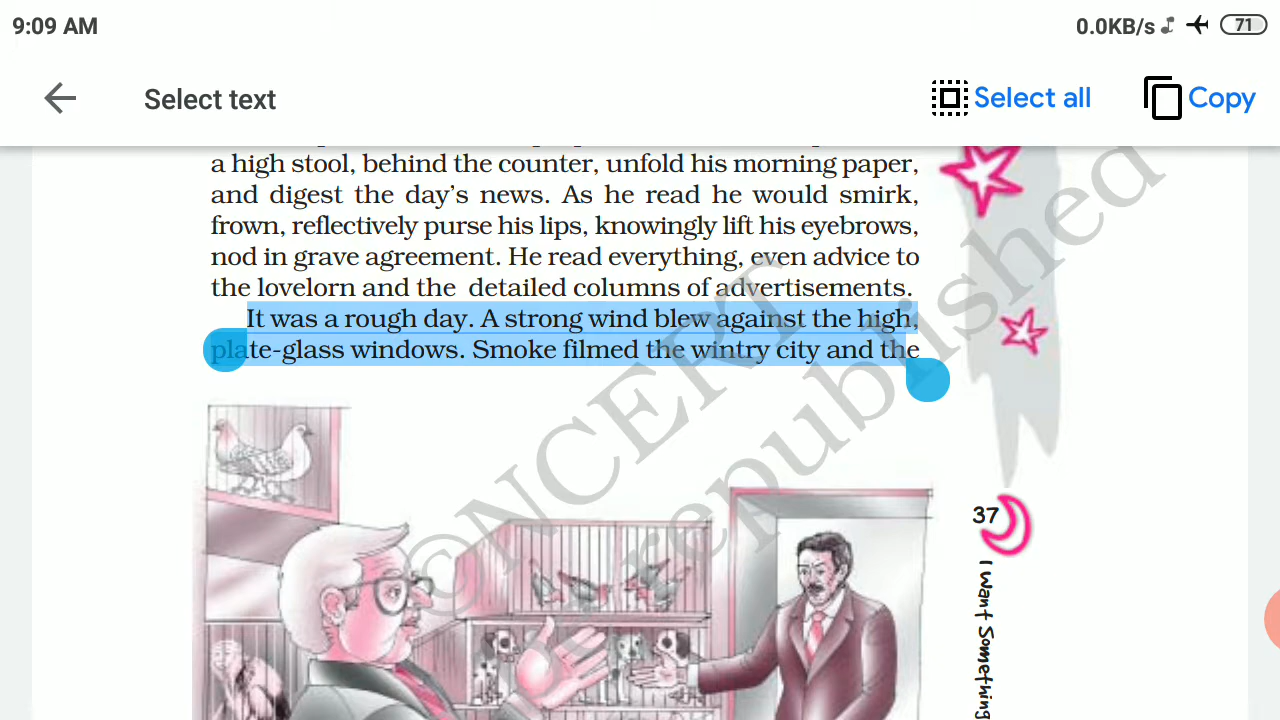 9:09 AM
0.0KB/s
71
Select text
Select all
Copy
a high stool, behind the counter, unfold his morning paper,
and digest the day's news. As he read he would smirk,
frown, reflectively purse his lips, knowingly lift his eyebrows,
nod in grave agreement. He read everything, even advice to
the lovelorn and the detailed columns of advertisements.
It was a rough day. A strong wind blew against the high,
plate-glass windows. Smoke filmed the wintry city and the
© NCERT
republished
37
I Want Something